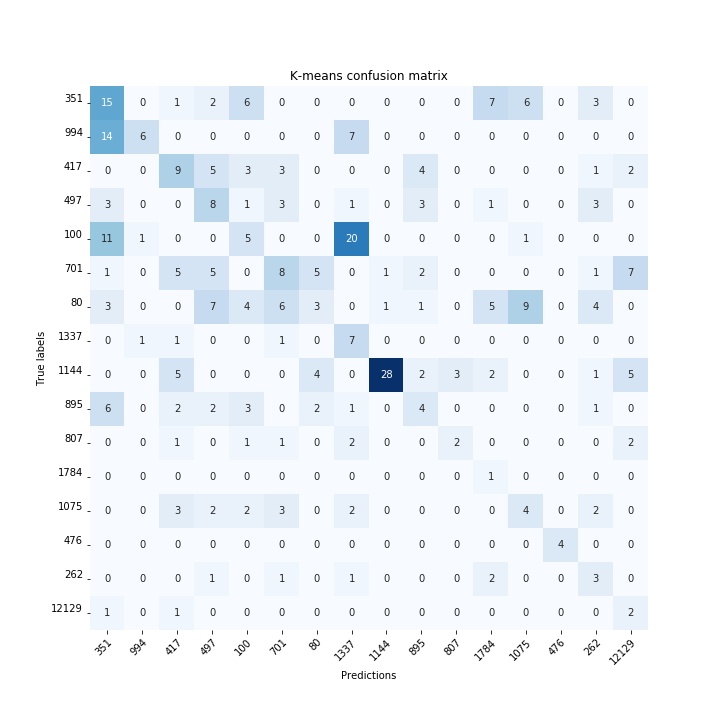 K-means confusion matrix
True labels
351 15 0 1 2 6 0 0 0 0 0 0 7 6 0 3 0
994 14 6 0 0 0 0 0 7 0 0 0 0 0 0 0 0
417 0 0 9 5 3 3 0 0 0 4 0 0 0 0 1 2
497 3 0 0 8 1 3 0 1 0 3 0 1 0 0 3 0
100 11 1 0 0 5 0 0 20 0 0 0 0 1 0 0 0
701 1 0 5 5 0 8 5 0 1 2 0 0 0 0 1 7
80 3 0 0 7 4 6 3 0 1 1 0 5 9 0 4 0
1337 0 1 1 0 0 1 0 7 0 0 0 0 0 0 0 0
1144 0 0 5 0 0 0 4 0 28 2 3 2 0 0 1 5
895 6 0 2 2 3 0 2 1 0 4 0 0 0 0 1 0
807 0 0 1 0 1 1 0 2 0 0 2 0 0 0 0 2
1784 0 0 0 0 0 0 0 0 0 0 0 1 0 0 0 0
1075 0 0 3 2 2 3 0 2 0 0 0 0 4 0 2 0
476 0 0 0 0 0 0 0 0 0 0 0 0 0 4 0 0
262 0 0 0 1 0 1 0 1 0 0 0 2 0 0 3 0
12129 1 0 1 0 0 0 0 0 0 0 0 0 0 0 0 2
351 994 417 497 100 701 80 1337 1144 895 807 1784 1075 476 262 12129
Predictions